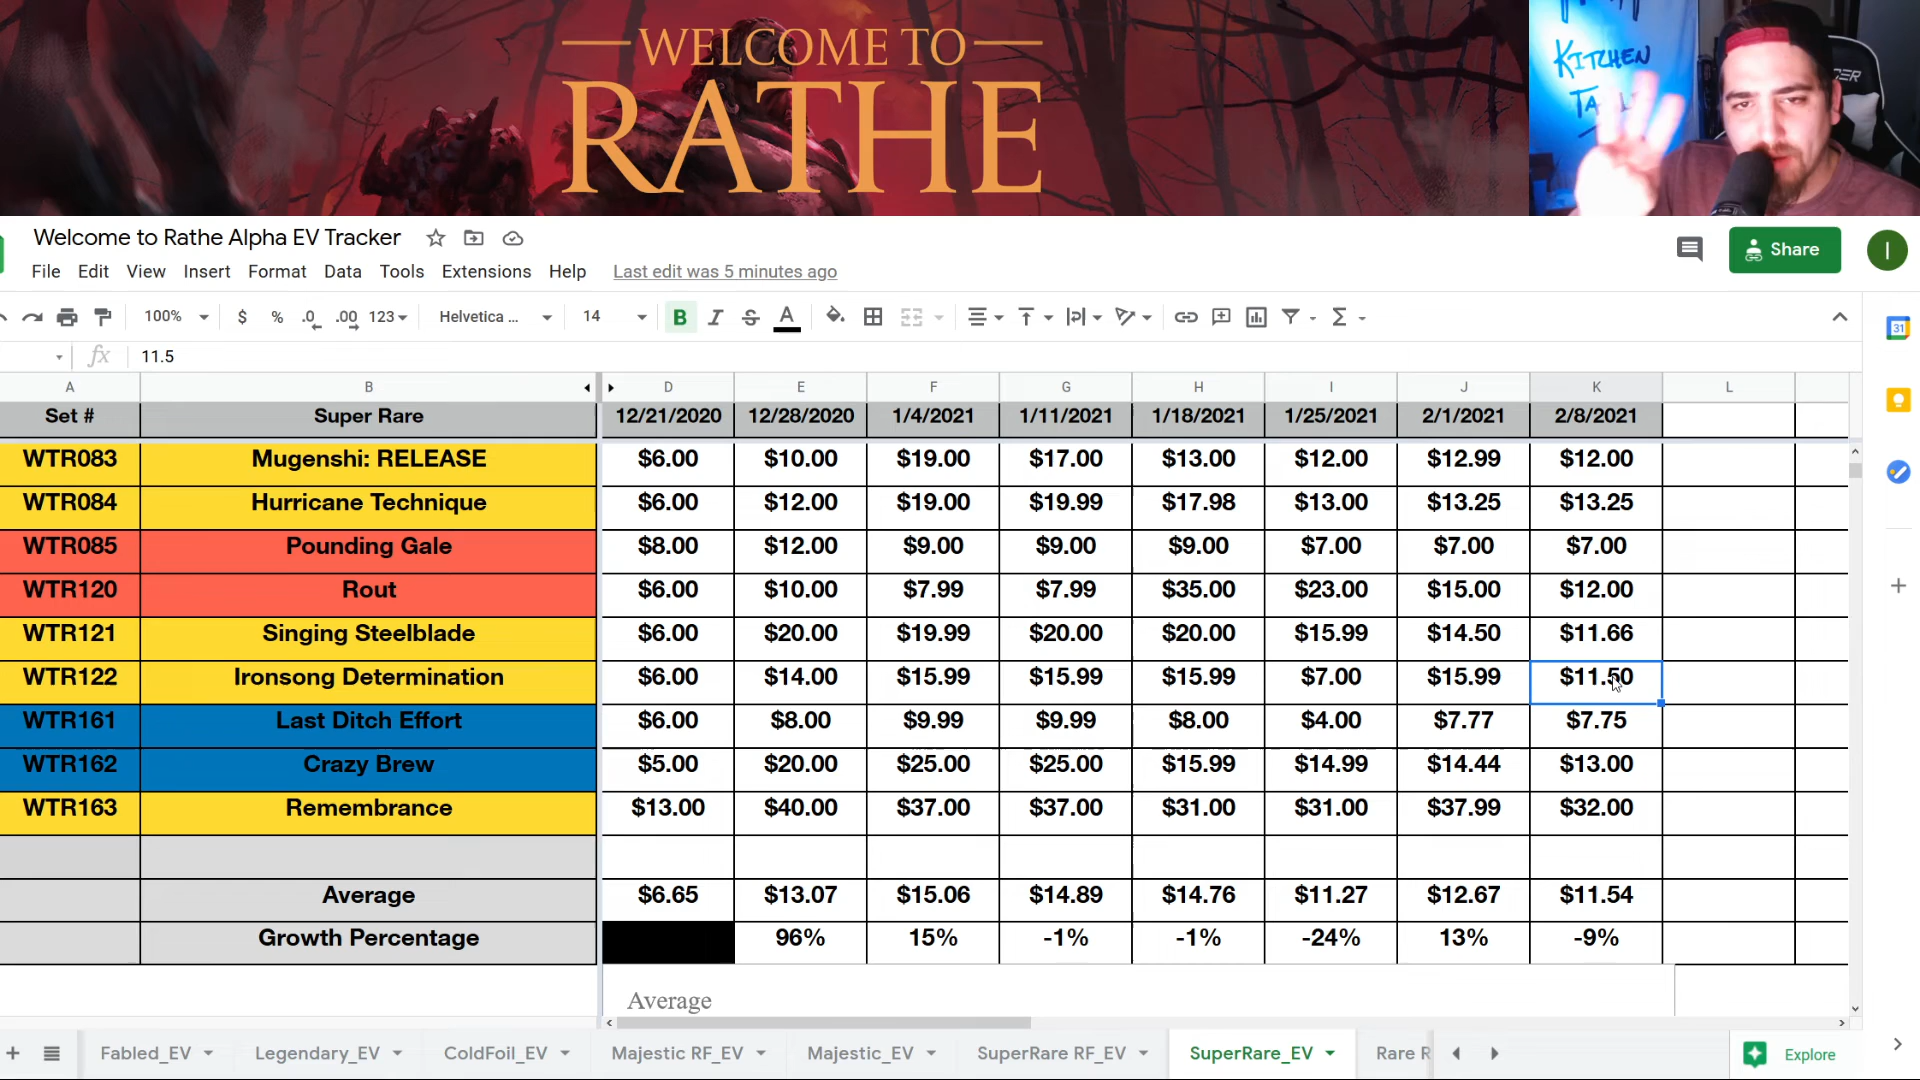 WELCOME TO
RATHE
KITCHEN
Welcome to Rathe Alpha EV Tracker
Share
I
File Edit View Insert Format Data Tools Extensions Help Last edit was 5 minutes ago
100% $ % .0 .00 123 Helvetica ... 14 B I S A
31
fx 11.5
A B D E F G H I J K L
Set # Super Rare 12/21/2020 12/28/2020 1/4/2021 1/11/2021 1/18/2021 1/25/2021 2/1/2021 2/8/2021
WTR083 Mugenshi: RELEASE $6.00 $10.00 $19.00 $17.00 $13.00 $12.00 $12.99 $12.00
WTR084 Hurricane Technique $6.00 $12.00 $19.00 $19.99 $17.98 $13.00 $13.25 $13.25
WTR085 Pounding Gale $8.00 $12.00 $9.00 $9.00 $9.00 $7.00 $7.00 $7.00
WTR120 Rout $6.00 $10.00 $7.99 $7.99 $35.00 $23.00 $15.00 $12.00
WTR121 Singing Steelblade $6.00 $20.00 $19.99 $20.00 $20.00 $15.99 $14.50 $11.66
WTR122 Ironsong Determination $6.00 $14.00 $15.99 $15.99 $15.99 $7.00 $15.99 $11.50
WTR161 Last Ditch Effort $6.00 $8.00 $9.99 $9.99 $8.00 $4.00 $7.77 $7.75
WTR162 Crazy Brew $5.00 $20.00 $25.00 $25.00 $15.99 $14.99 $14.44 $13.00
WTR163 Remembrance $13.00 $40.00 $37.00 $37.00 $31.00 $31.00 $37.99 $32.00
Average $6.65 $13.07 $15.06 $14.89 $14.76 $11.27 $12.67 $11.54
Growth Percentage 96% 15% -1% -1% -24% 13% -9%
Average
Fabled_EV Legendary_EV ColdFoil_EV Majestic RF_EV Majestic_EV SuperRare RF_EV SuperRare_EV Rare R Explore